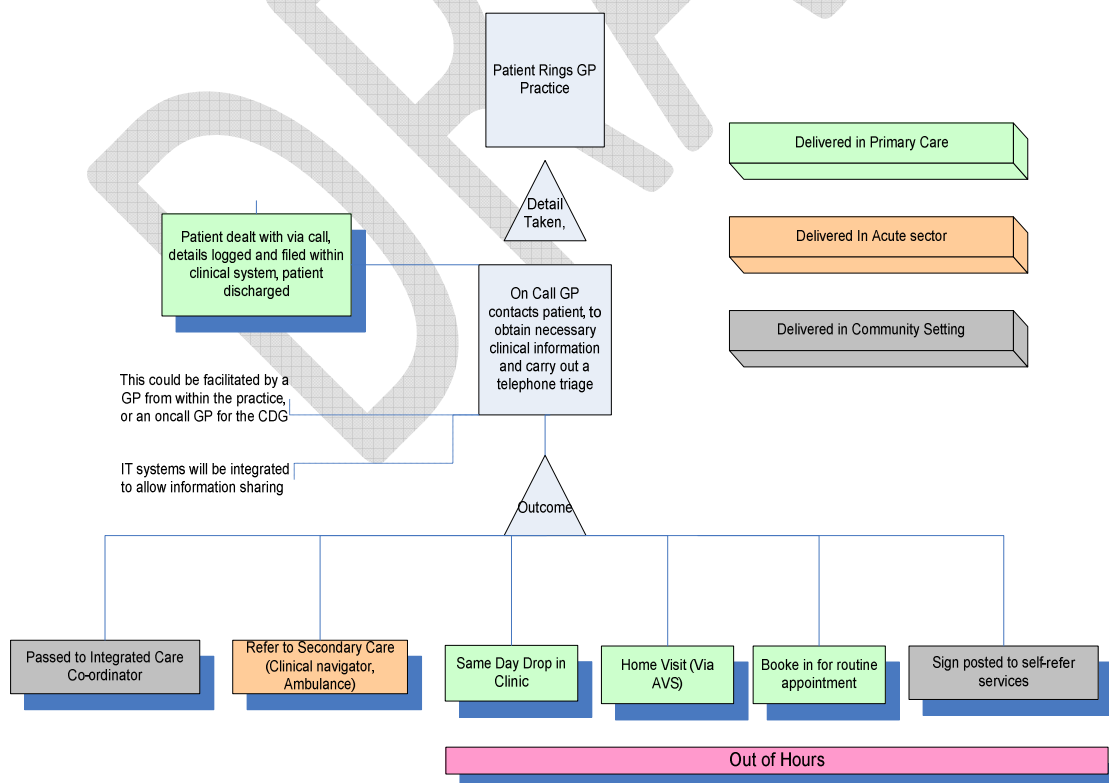 Patient Rings GP
Practice
Delivered in Primary Care
Detail
Taken,
Patient dealt with via call,
details logged and filed within
clinical system, patient
discharged
Delivered In Acute sector
On Call GP
contacts patient, to
obtain necessary
clinical information
and carry out a
telephone triage
Delivered in Community Setting
This could be facilitated by a
GP from within the practice,
or an oncall GP for the CDG
IT systems will be integrated
to allow information sharing
Outcome
Passed to Integrated Care
Co-ordinator
Refer to Secondary Care
(Clinical navigator,
Ambulance)
Same Day Drop in
Clinic
Home Visit (Via
AVS)
Booke in for routine
appointment
Sign posted to self-refer
services
Out of Hours